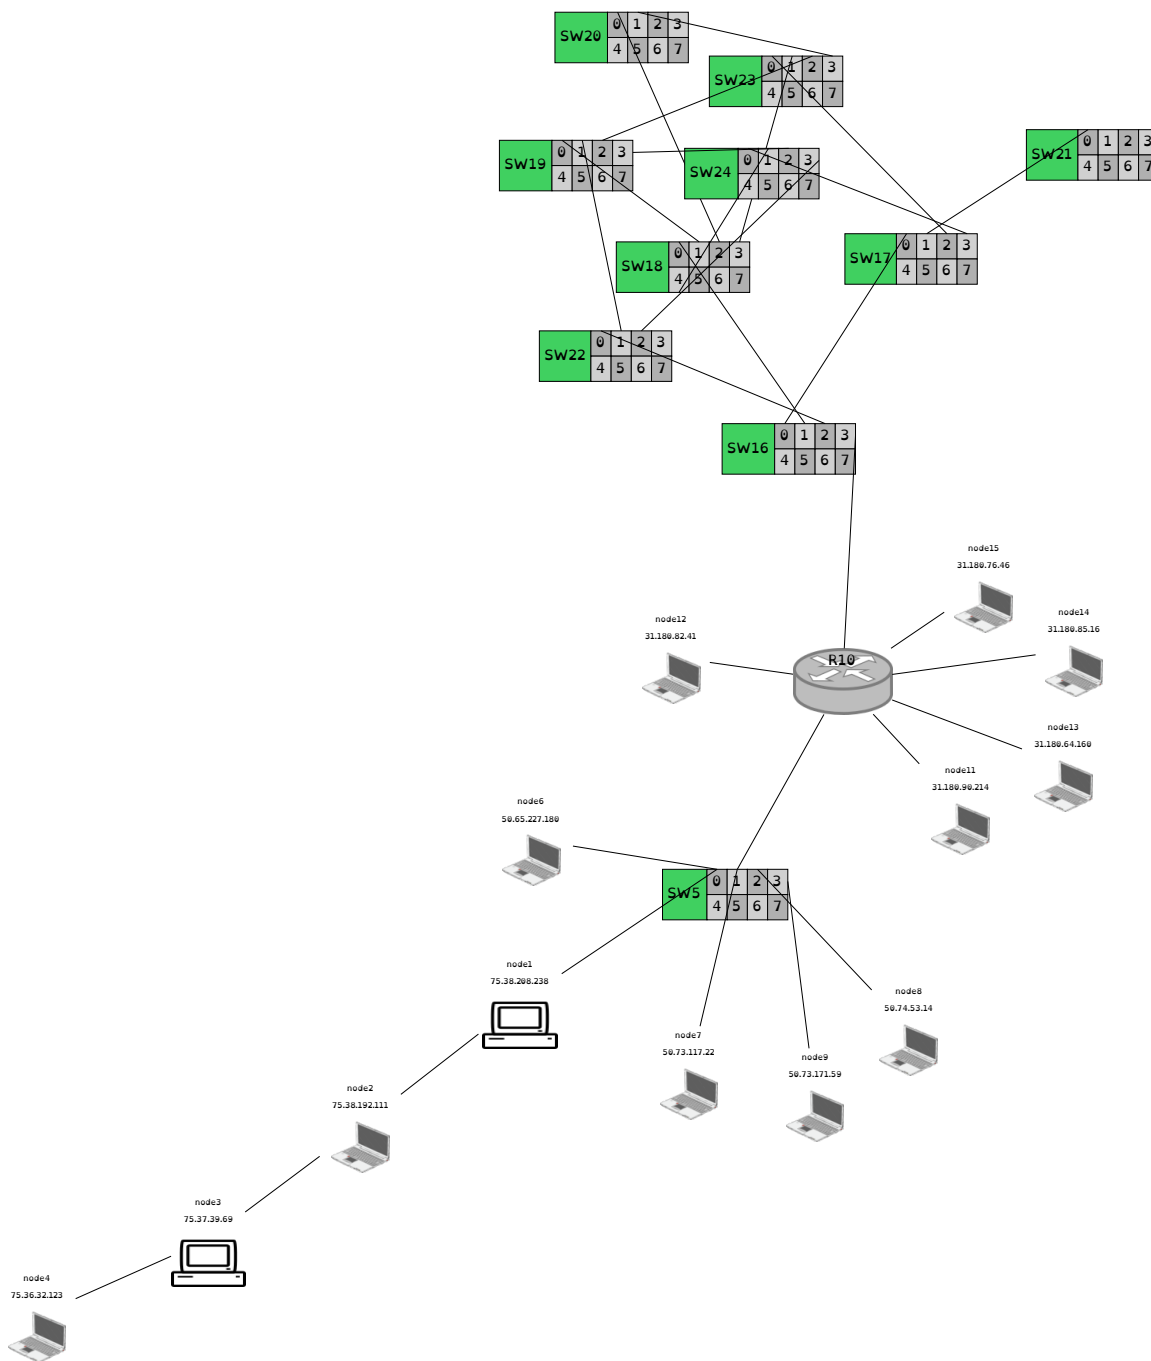 SW20 0 1 2 3
4 5 6 7
SW23 0 1 2 3
4 5 6 7
SW21 0 1 2 3
4 5 6 7
SW19 0 1 2 3
4 5 6 7
SW24 0 1 2 3
4 5 6 7
SW17 0 1 2 3
4 5 6 7
SW18 0 1 2 3
4 5 6 7
SW22 0 1 2 3
4 5 6 7
SW16 0 1 2 3
4 5 6 7
node15
31.180.76.46
node14
31.180.85.16
node12
31.180.82.41
R10
node13
31.180.64.160
node11
31.180.90.214
node6
50.65.227.180
SW5 0 1 2 3
4 5 6 7
node1
75.38.208.238
node8
50.74.53.14
node7
50.73.117.22
node9
50.73.171.59
node2
75.38.192.111
node3
75.37.39.69
node4
75.36.32.123